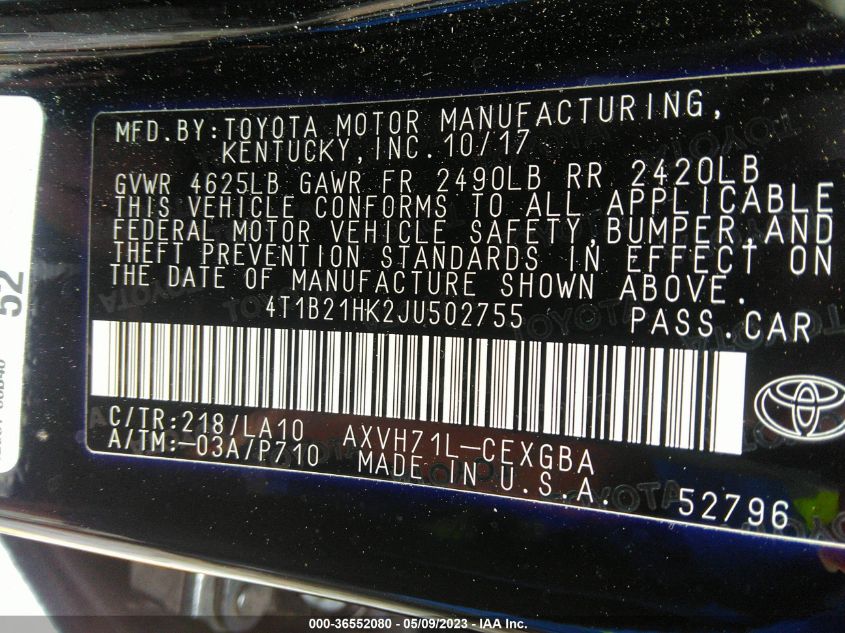 MFD.BY:TOYOTA MOTOR MANUFACTURING,
KENTUCKY,INC. 10/17
GVWR 4625LB GAWR FR 2490LB RR 2420LB
THIS VEHICLE CONFORMS TO ALL APPLICABLE
FEDERAL MOTOR VEHICLE SAFETY,BUMPER,AND
THEFT PREVENTION STANDARDS IN EFFECT ON
THE DATE OF MANUFACTURE SHOWN ABOVE.
4T1B21HK2JU502755 PASS.CAR
C/TR:218/LA10 AXVH71L-CEXGBA
A/TM:-03A/P710 MADE IN U.S.A.
52796
52
000-36552080 - 05/09/2023 - IAA Inc.